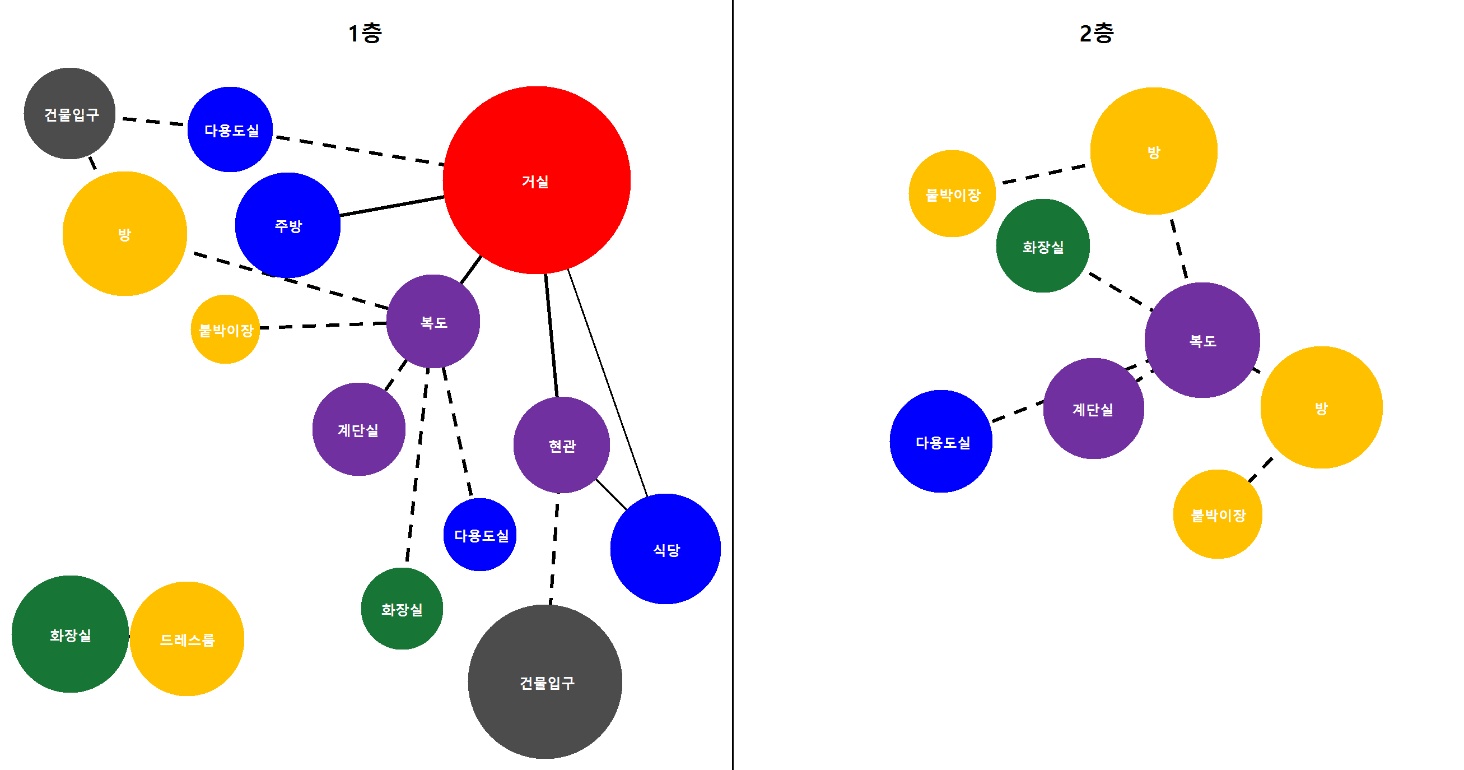 1층
건물입구
다용도실
거실
주방
방
복도
붙박이장
계단실
현관
다용도실
식당
화장실
화장실
드레스룸
건물입구
2층
방
붙박이장
화장실
복도
방
계단실
다용도실
붙박이장